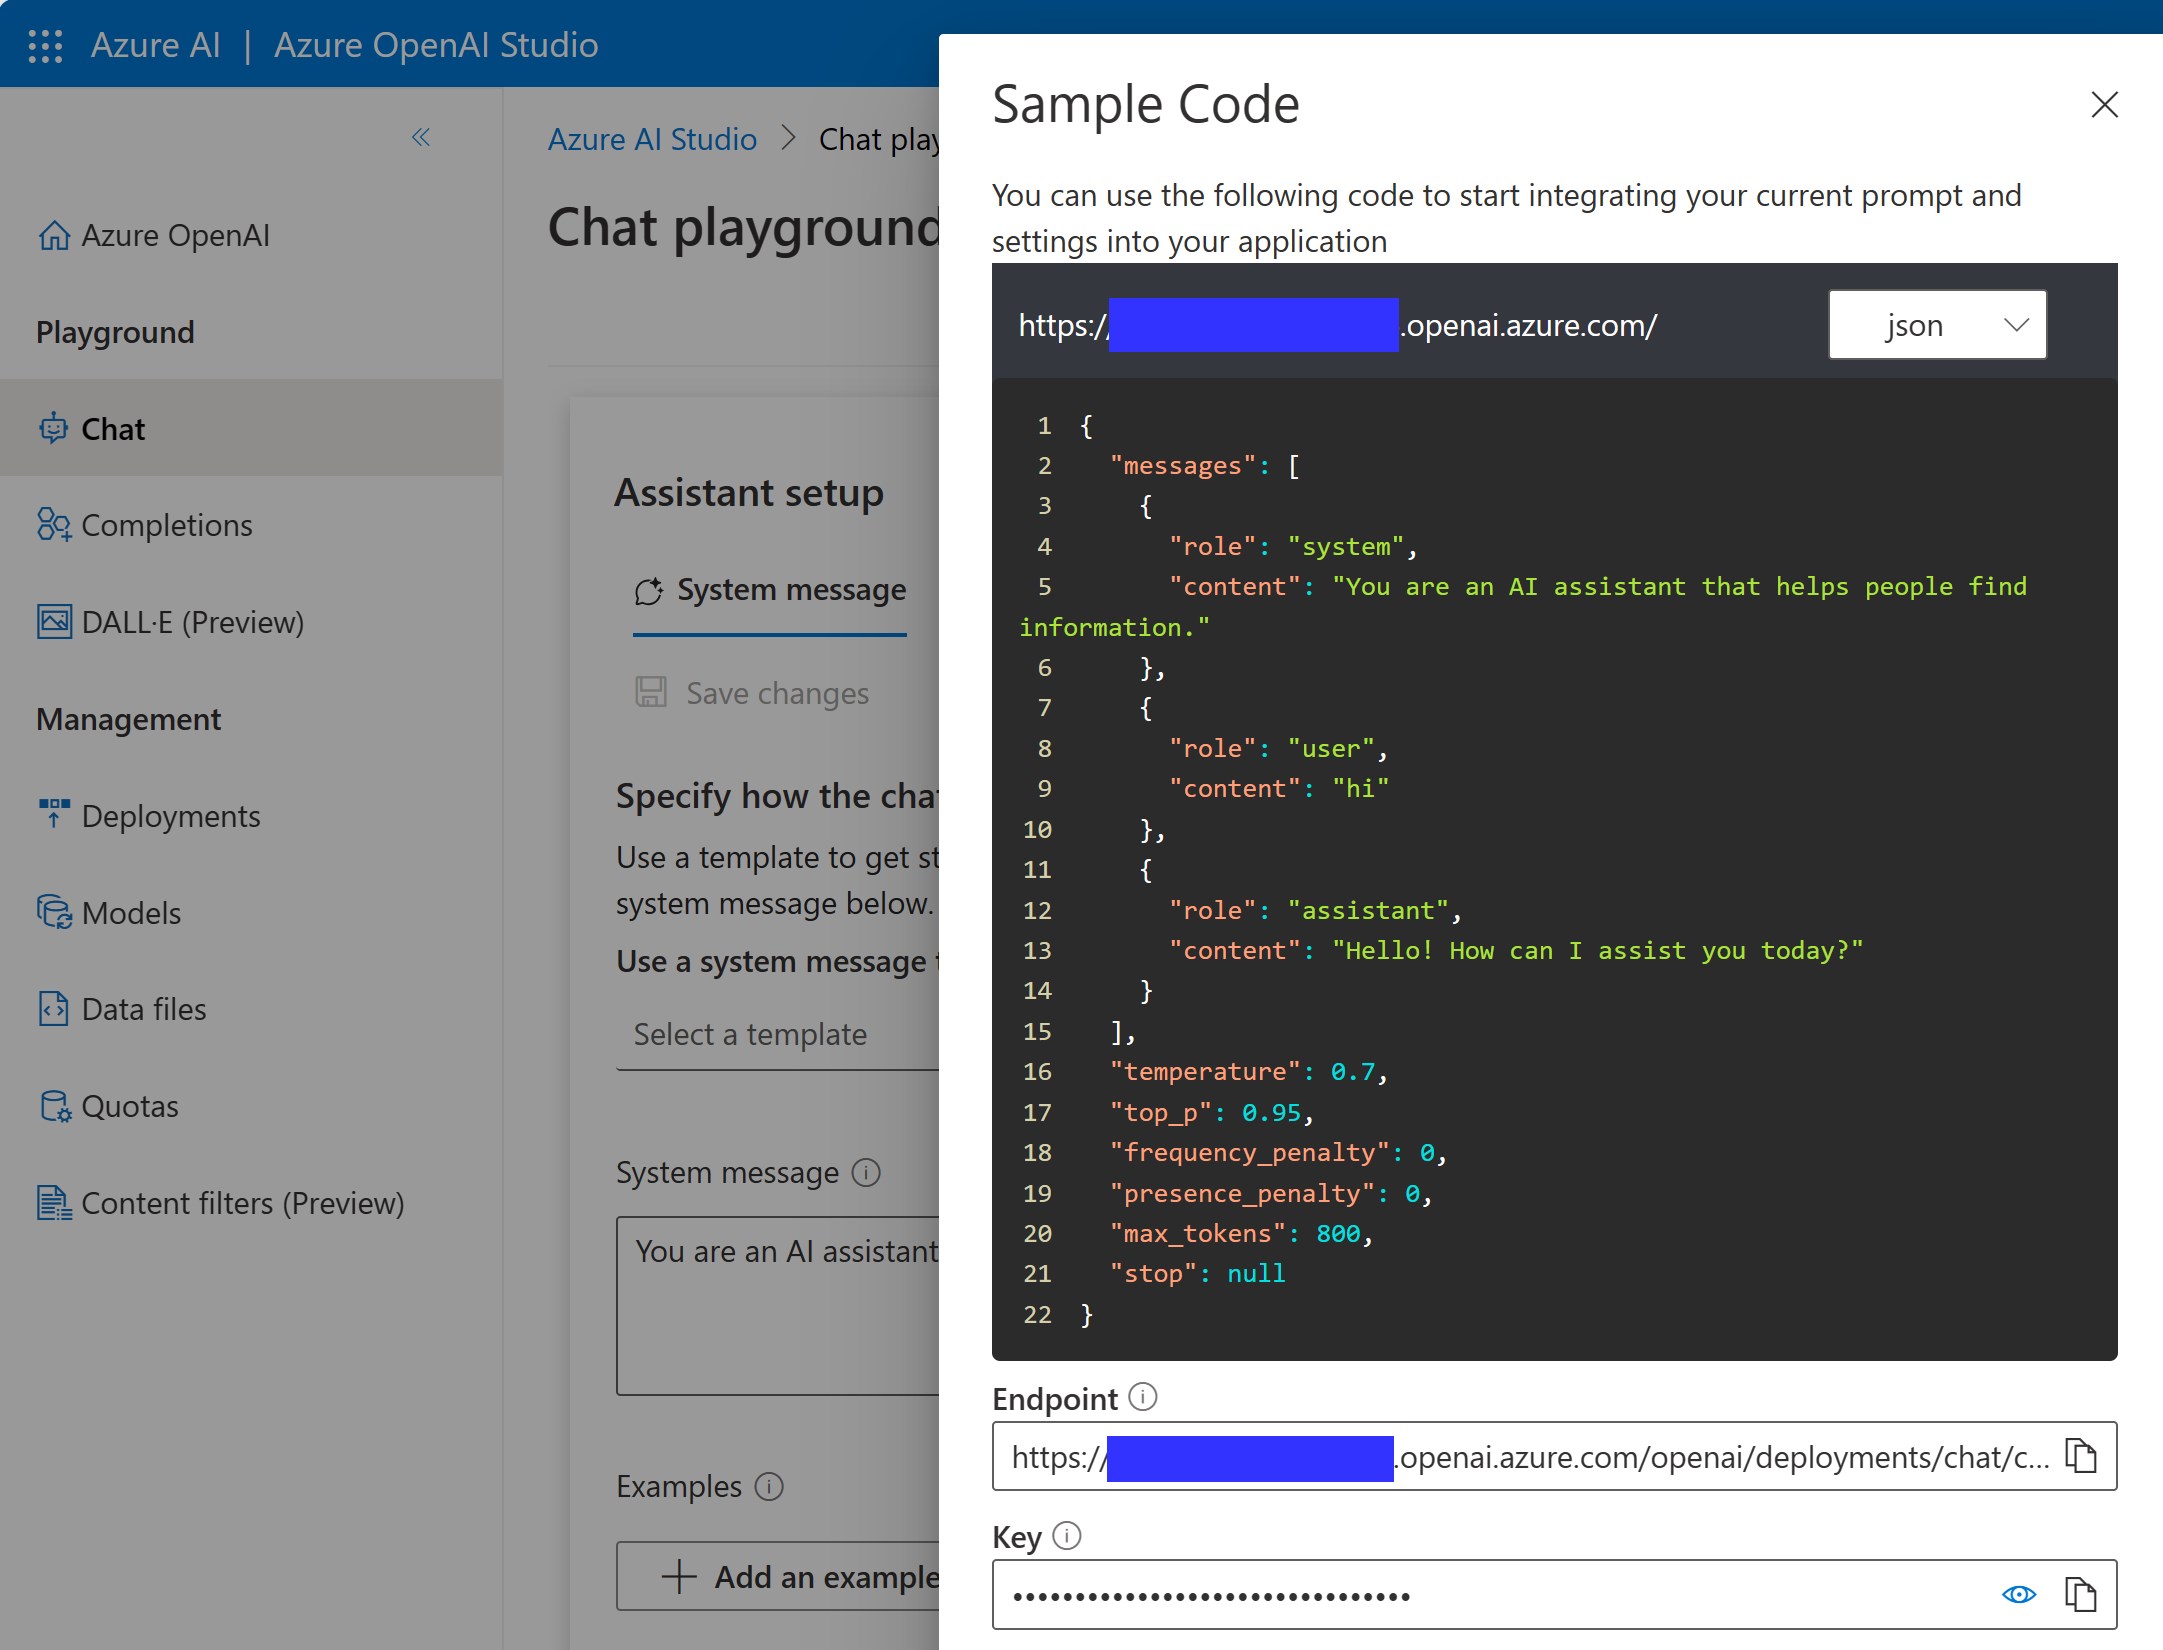 Azure AI | Azure OpenAI Studio
Azure OpenAI
Playground
Chat
Completions
DALL·E (Preview)
Management
Deployments
Models
Data files
Quotas
Content filters (Preview)
Azure AI Studio > Chat play
Chat playground
Assistant setup
System message
Save changes
Specify how the cha
Use a template to get st
system message below.
Use a system message
Select a template
System message
You are an AI assistant
Examples
Add an example
Sample Code
You can use the following code to start integrating your current prompt and
settings into your application
https:// .openai.azure.com/
json
1 {
2 "messages": [
3 {
4 "role": "system",
5 "content": "You are an AI assistant that helps people find
information."
6 },
7 {
8 "role": "user",
9 "content": "hi"
10 },
11 {
12 "role": "assistant",
13 "content": "Hello! How can I assist you today?"
14 }
15 ],
16 "temperature": 0.7,
17 "top_p": 0.95,
18 "frequency_penalty": 0,
19 "presence_penalty": 0,
20 "max_tokens": 800,
21 "stop": null
22 }
Endpoint
https:// .openai.azure.com/openai/deployments/chat/c...
Key
••••••••••••••••••••••••••••••••